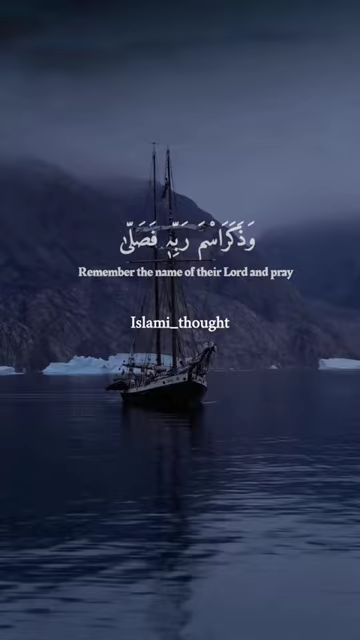 وَذَكَرَاسْمَ رَبِّهٖ فَصَلّٰى
Remember the name of their Lord and pray
Islami_thought